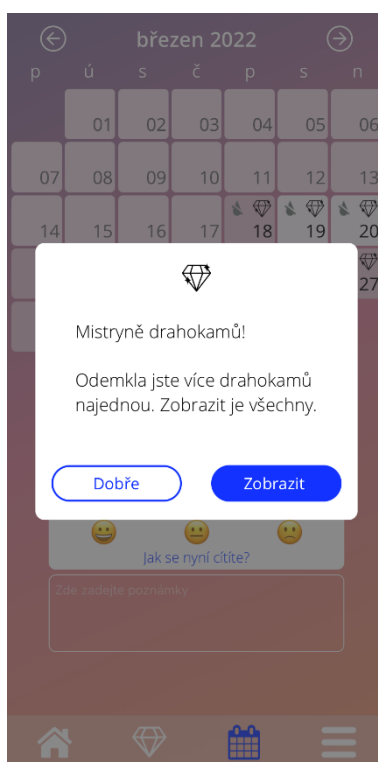 březen 2022
p ú s č p s n
01 02 03 04 05 06
07 08 09 10 11 12 13
14 15 16 17 18 19 20
27
Mistryně drahokamů!
Odemkla jste více drahokamů
najednou. Zobrazit je všechny.
Dobře Zobrazit
Jak se nyní cítíte?
Zde zadejte poznámky